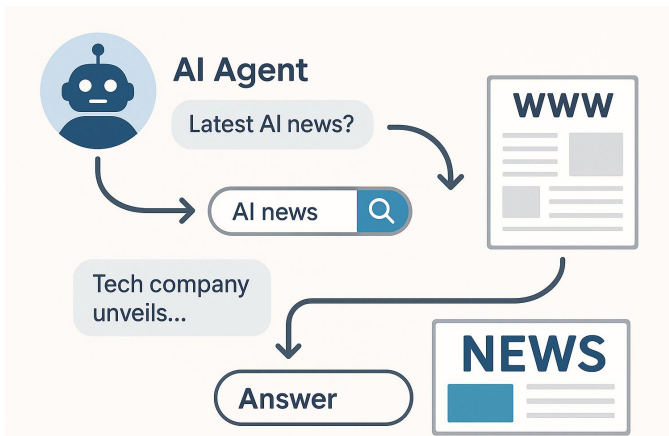 AI Agent
Latest AI news?
WWW
AI news
Tech company
unveils...
NEWS
Answer